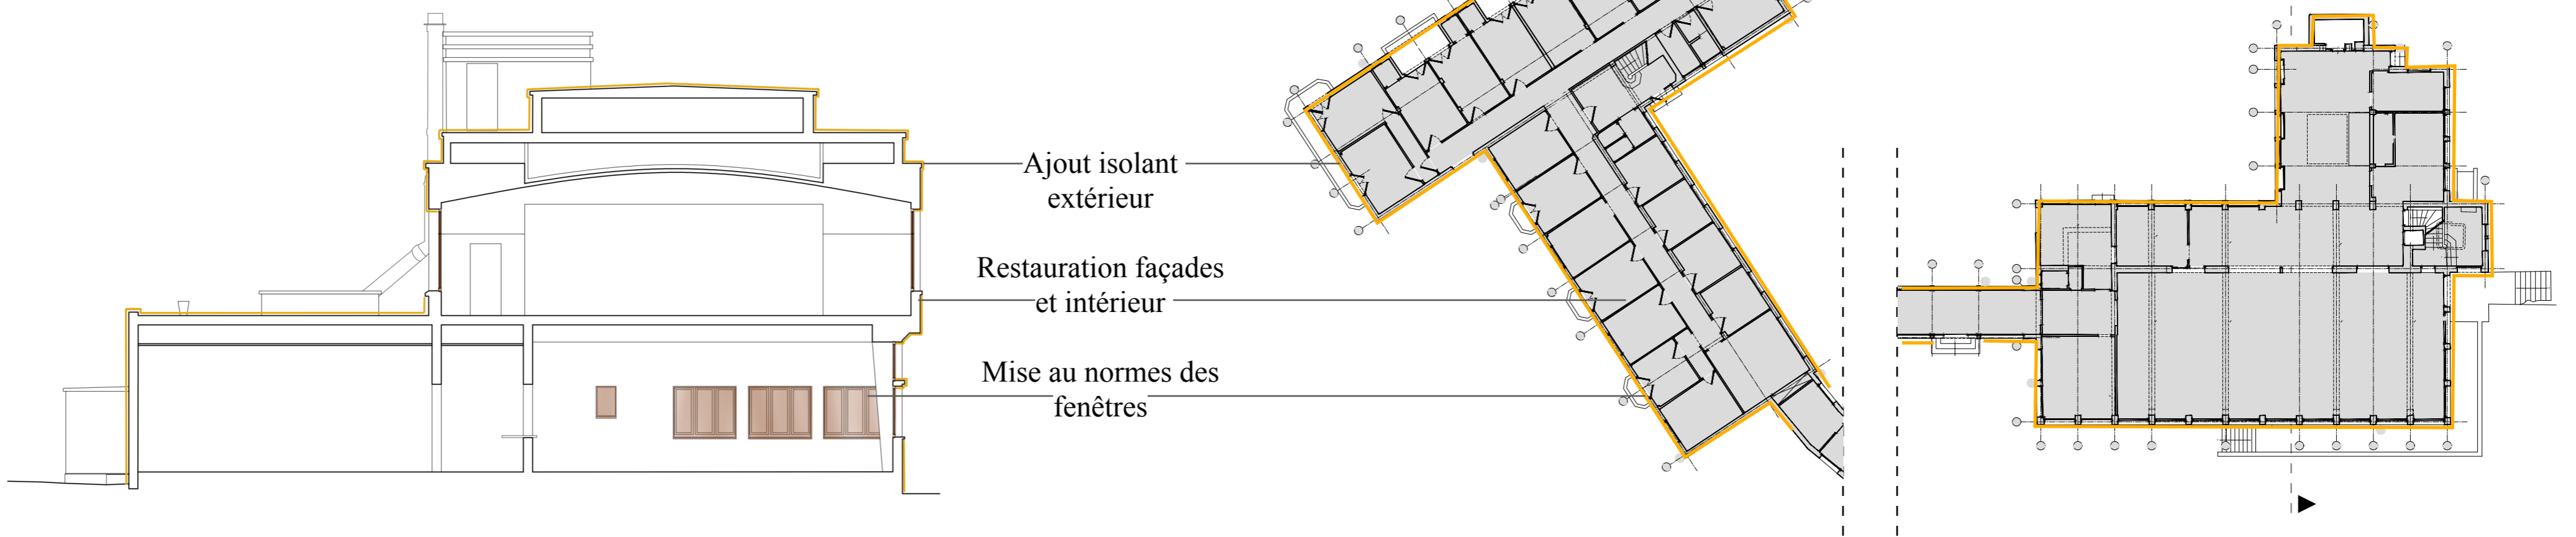 Ajout isolant
extérieur
Restauration façades
et intérieur
Mise au normes des
fenêtres